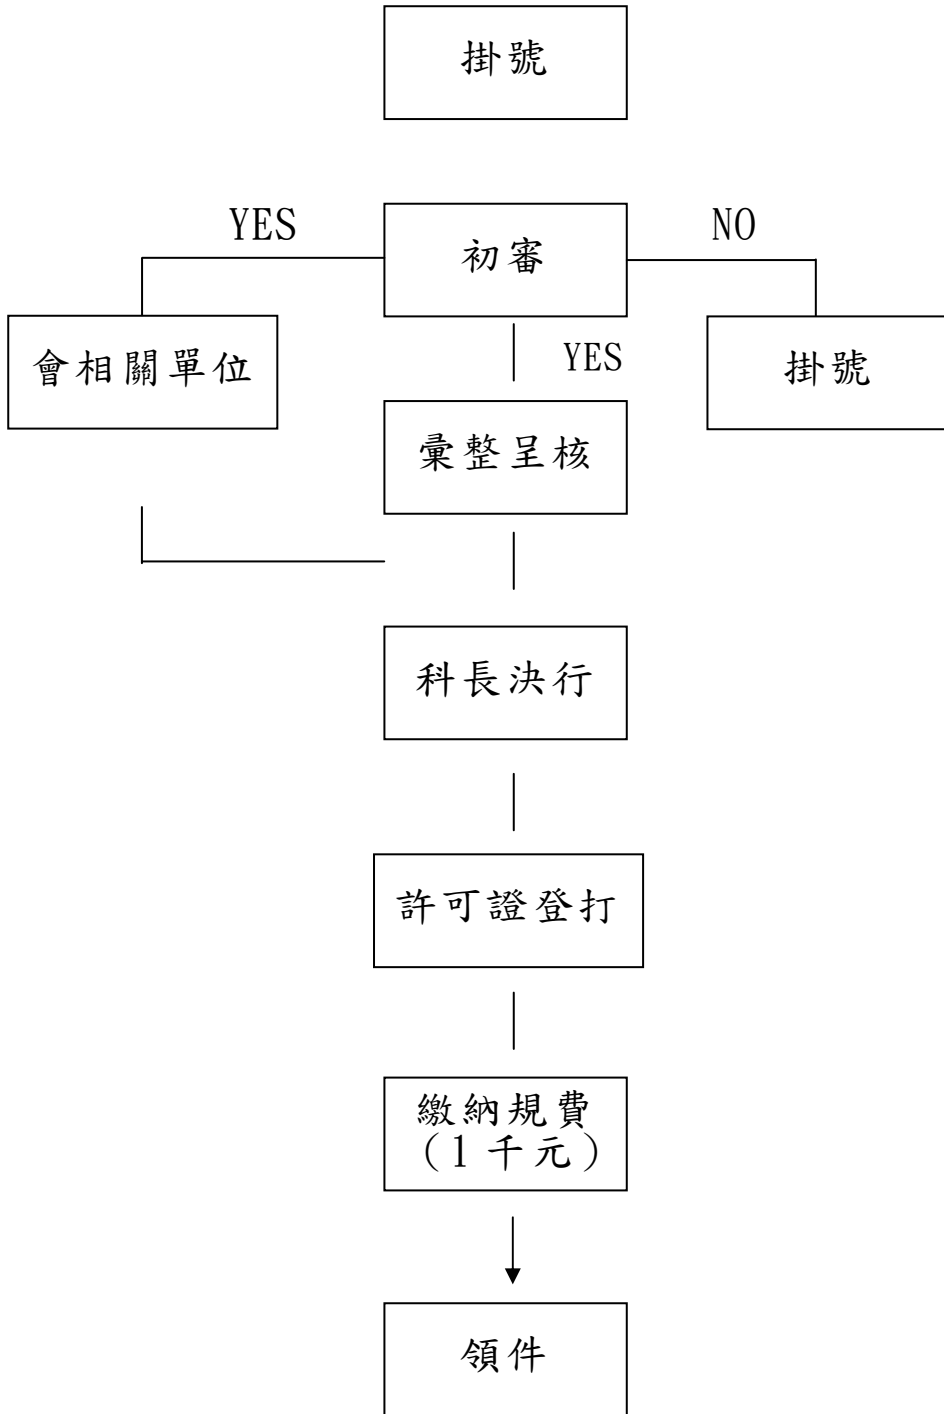 掛號
YES
NO
初審
會相關單位
YES
掛號
彙整呈核
科長決行
許可證登打
繳納規費
(1千元)
領件